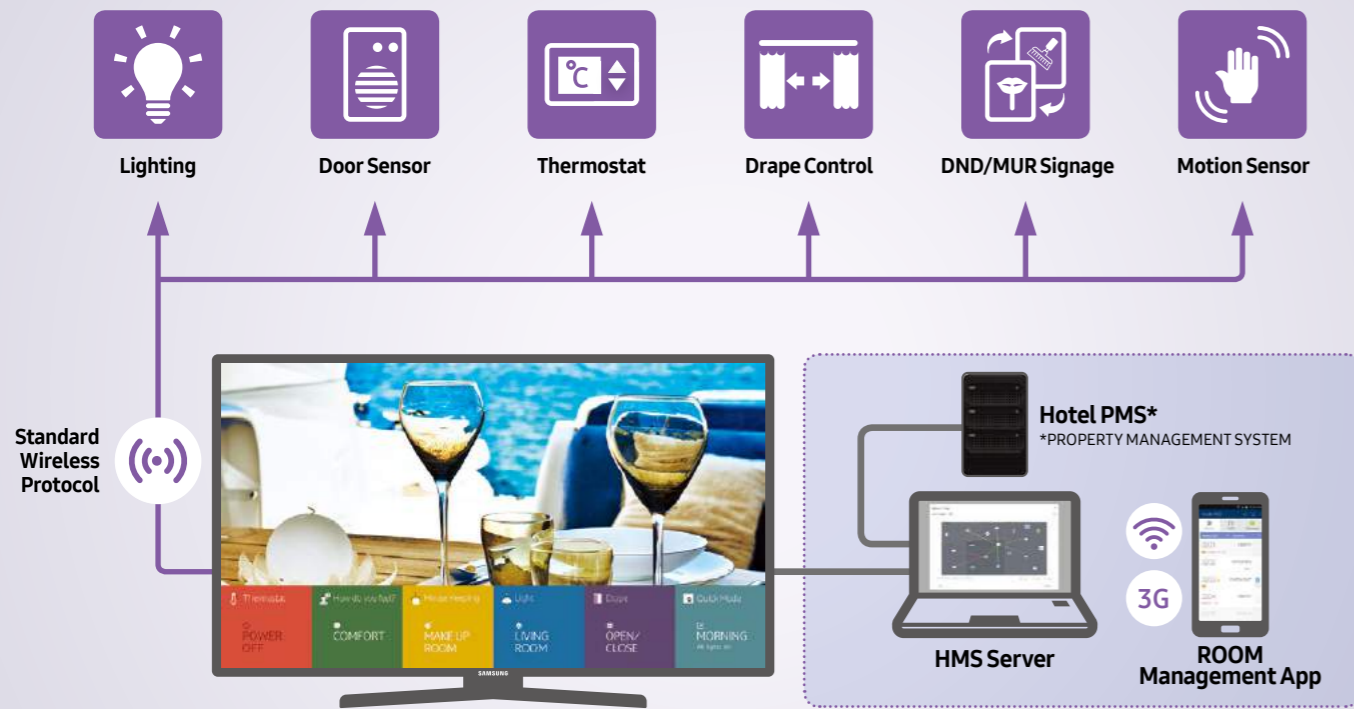 ℃
Lighting
Door Sensor
Thermostat
Drape Control
DND/MUR Signage
Motion Sensor
Standard
Wireless
Protocol
Thermostat
POWER
OFF
How do you feel?
COMFORT
House Keeping
MAKE UP
ROOM
Light
LIVING
ROOM
Drape
OPEN/
CLOSE
Quick Mode
MORNING
SAMSUNG
Hotel PMS*
*PROPERTY MANAGEMENT SYSTEM
3G
HMS Server
ROOM
Management App